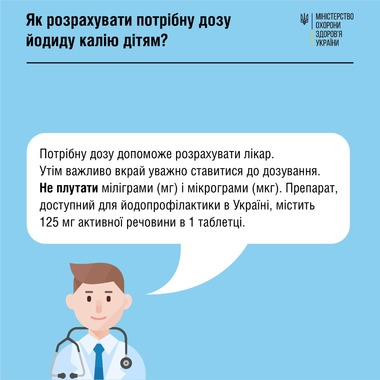 Як розрахувати потрібну дозу
йодиду калію дітям?
МІНІСТЕРСТВО
ОХОРОНИ
ЗДОРОВ'Я
УКРАЇНИ
Потрібну дозу допоможе розрахувати лікар.
Утім важливо вкрай уважно ставитися до дозування.
Не плутати міліграми (мг) і мікрограми (мкг). Препарат,
доступний для йодопрофілактики в Україні, містить
125 мг активної речовини в 1 таблетці.